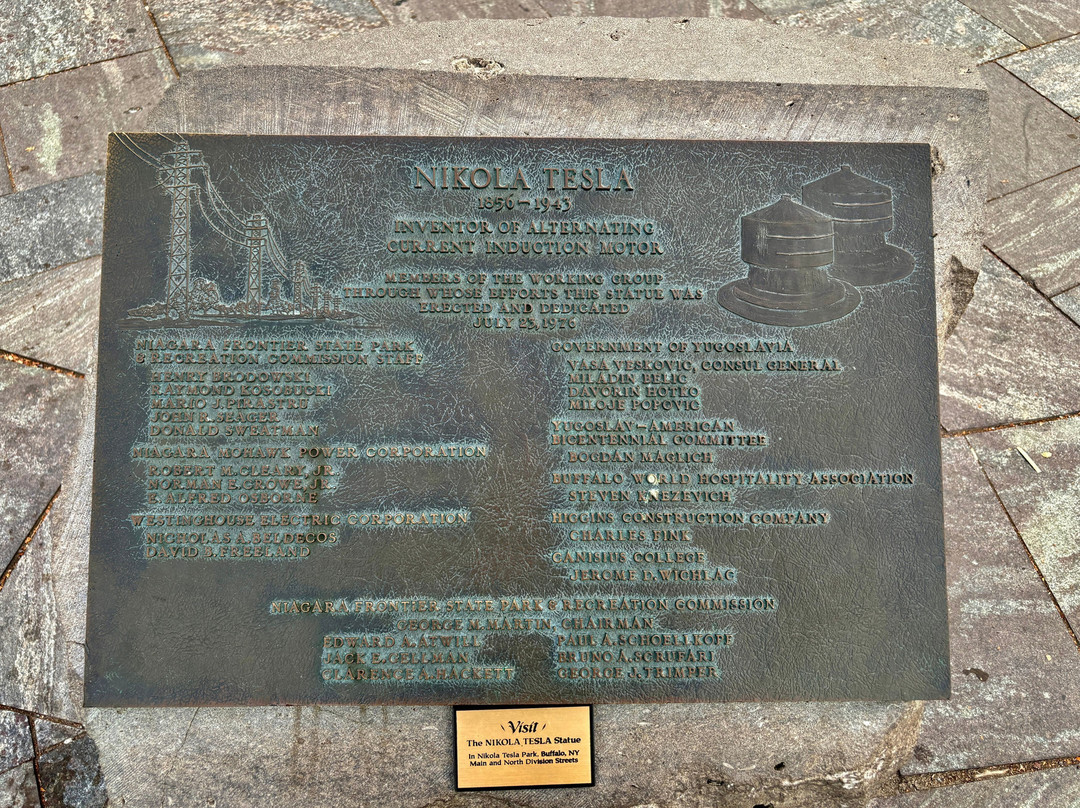 NIKOLA TESLA
1856-1943
INVENTOR OF ALTERNATING
CURRENT INDUCTION MOTOR
MEMBERS OF THE WORKING GROUP
THROUGH WHOSE EFFORTS THIS STATUE WAS
ERECTED AND DEDICATED
JULY 23, 1976
NIAGARA FRONTIER STATE PARK
& RECREATION COMMISSION STAFF
HENRY BRODOWSKI
RAYMOND KOSOBUCKI
MARIO J. PIRASTRU
JOHN R. SEAGER
DONALD SWEATMAN
NIAGARA MOHAWK POWER CORPORATION
ROBERT M. CLEARY, JR.
NORMAN E. CROWE, JR.
E. ALFRED OSBORNE
WESTINGHOUSE ELECTRIC CORPORATION
NICHOLAS A. BELDECOS
DAVID B. FREELAND
GOVERNMENT OF YUGOSLAVIA
VASA VESKOVIC, CONSUL GENERAL
MILADIN BELIC
DAVORIN HOTKO
MILOJE POPOVIC
YUGOSLAV-AMERICAN
BICENTENNIAL COMMITTEE
BOGDAN MAGLICH
BUFFALO WORLD HOSPITALITY ASSOCIATION
STEVEN KNEZEVICH
HIGGINS CONSTRUCTION COMPANY
CHARLES FINK
CANISIUS COLLEGE
JEROME D. WICHLAC
NIAGARA FRONTIER STATE PARK & RECREATION COMMISSION
GEORGE M. MARTIN, CHAIRMAN
EDWARD A. ATWILL
JACK E. GELLMAN
CLARENCE A. HACKETT
PAUL A. SCHOELLKOPF
BRUNO A. SCRUFARI
GEORGE J. TRIMPER
Visit
The NIKOLA TESLA Statue
In Nikola Tesla Park, Buffalo, NY
Main and North Division Streets